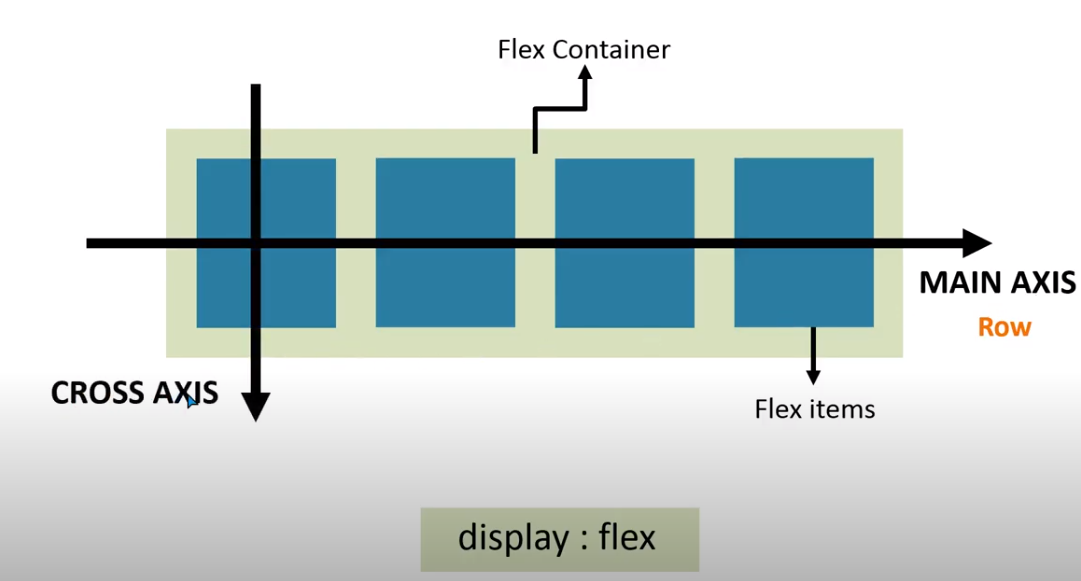 Flex Container
MAIN AXIS
Row
CROSS AXIS
Flex items
display : flex